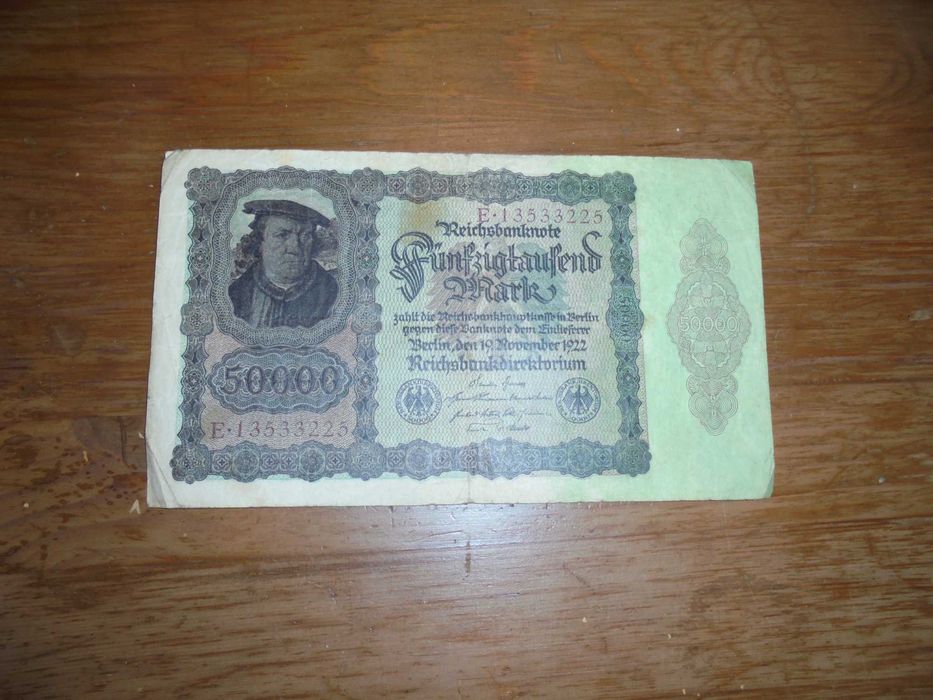 E·13533225
Reichsbanknote
Fünfzigtausend
Mark
zahlt die Reichsbankhauptkasse in Berlin
gegen diese Banknote dem Einlieferer
Berlin, den 19. November 1922
Reichsbankdirektorium
50000
50000
50000
E·13533225